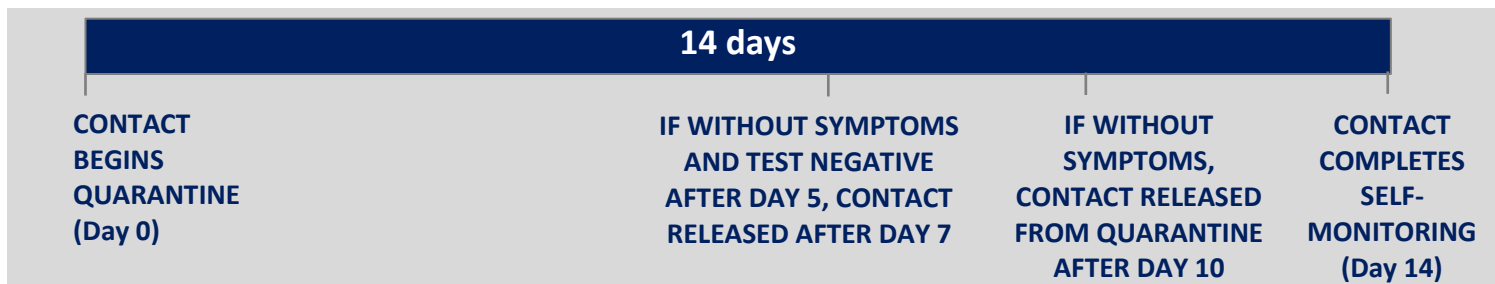 14 days
CONTACT
BEGINS
QUARANTINE
(Day 0)
IF WITHOUT SYMPTOMS
AND TEST NEGATIVE
AFTER DAY 5, CONTACT
RELEASED AFTER DAY 7
IF WITHOUT
SYMPTOMS,
CONTACT RELEASED
FROM QUARANTINE
AFTER DAY 10
CONTACT
COMPLETES
SELF-
MONITORING
(Day 14)